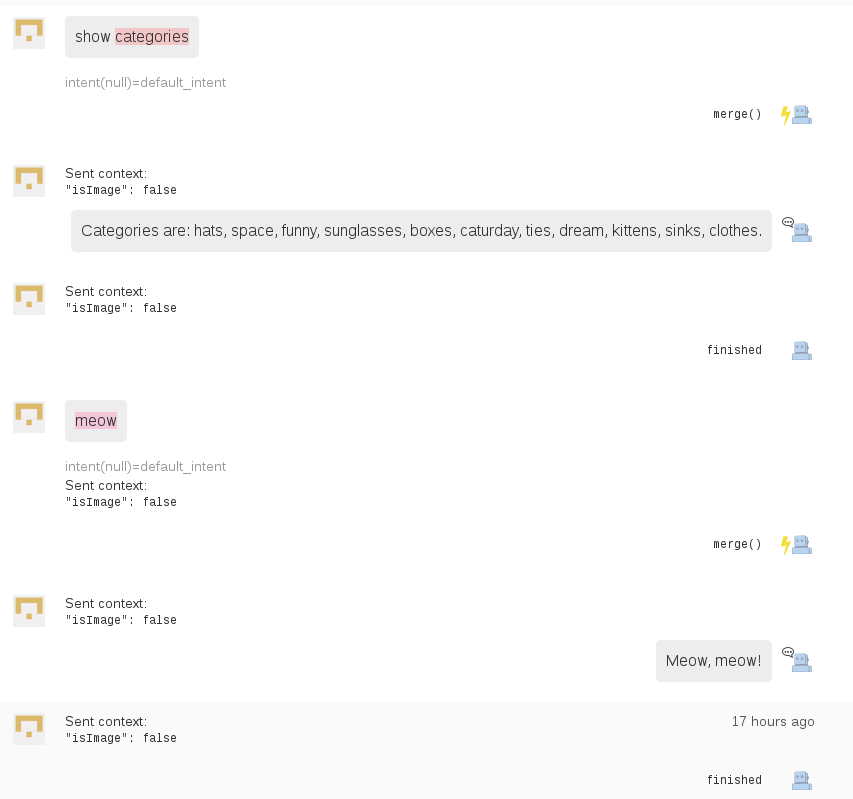 show categories
intent(null)=default_intent
merge()
Sent context:
"isImage": false
Categories are: hats, space, funny, sunglasses, boxes, caturday, ties, dream, kittens, sinks, clothes.
Sent context:
"isImage": false
finished
meow
intent(null)=default_intent
Sent context:
"isImage": false
merge()
Sent context:
"isImage": false
Meow, meow!
Sent context:
17 hours ago
"isImage": false
finished